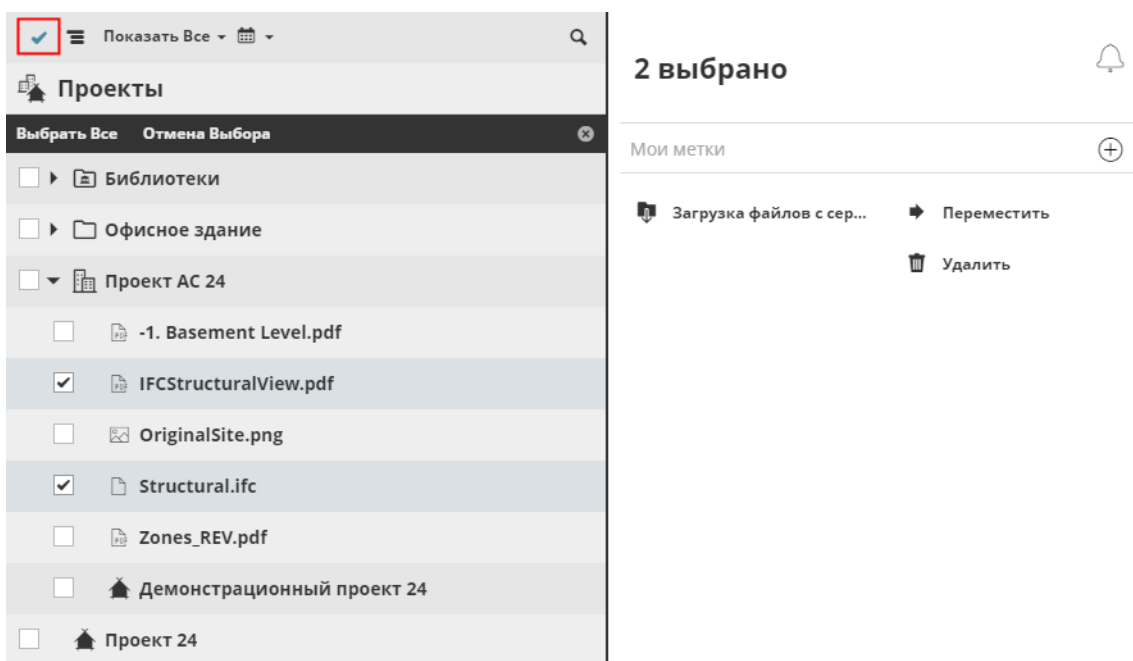 Показать Все
Проекты
Выбрать Все Отмена Выбора
Библиотеки
Офисное здание
Проект АС 24
-1. Basement Level.pdf
IFCStructuralView.pdf
OriginalSite.png
Structural.ifc
Zones_REV.pdf
Демонстрационный проект 24
Проект 24
2 выбрано
Мои метки
Загрузка файлов с сер...
Переместить
Удалить